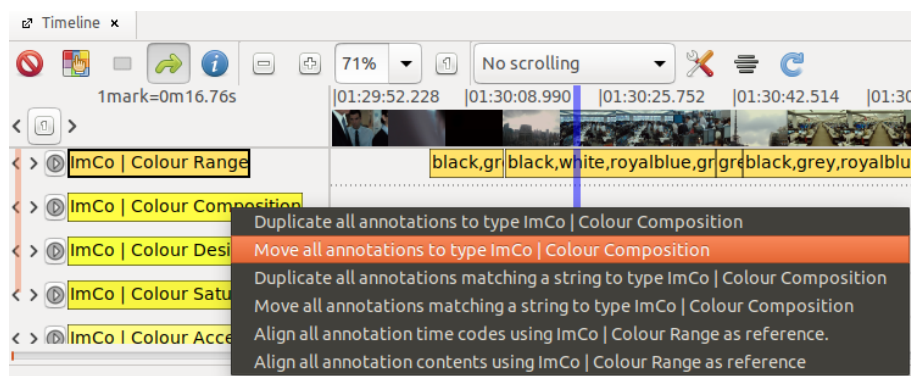 Timeline ×
71% 1 No scrolling
1mark=0m16.76s |01:29:52.228 |01:30:08.990 |01:30:25.752 |01:30:42.514 |01:30
< 1 >
< > ImCo | Colour Range black,gr black,white,royalblue,gr gre black,grey,royalblu
< > ImCo | Colour Composition
Duplicate all annotations to type ImCo | Colour Composition
< > ImCo | Colour Desi Move all annotations to type ImCo | Colour Composition
Duplicate all annotations matching a string to type ImCo | Colour Composition
< > ImCo | Colour Satu Move all annotations matching a string to type ImCo | Colour Composition
< > ImCo | Colour Acce Align all annotation time codes using ImCo | Colour Range as reference.
Align all annotation contents using ImCo | Colour Range as reference